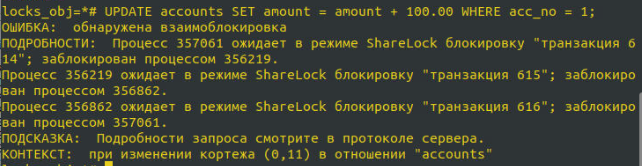 locks_obj=*# UPDATE accounts SET amount = amount + 100.00 WHERE acc_no = 1;
ОШИБКА:  обнаружена взаимоблокировка
ПОДРОБНОСТИ:  Процесс 357061 ожидает в режиме ShareLock блокировку "транзакция 6
14"; заблокирован процессом 356219.
Процесс 356219 ожидает в режиме ShareLock блокировку "транзакция 615"; заблокиро
ван процессом 356862.
Процесс 356862 ожидает в режиме ShareLock блокировку "транзакция 616"; заблокиро
ван процессом 357061.
ПОДСКАЗКА:  Подробности запроса смотрите в протоколе сервера.
КОНТЕКСТ:  при изменении кортежа (0,11) в отношении "accounts"